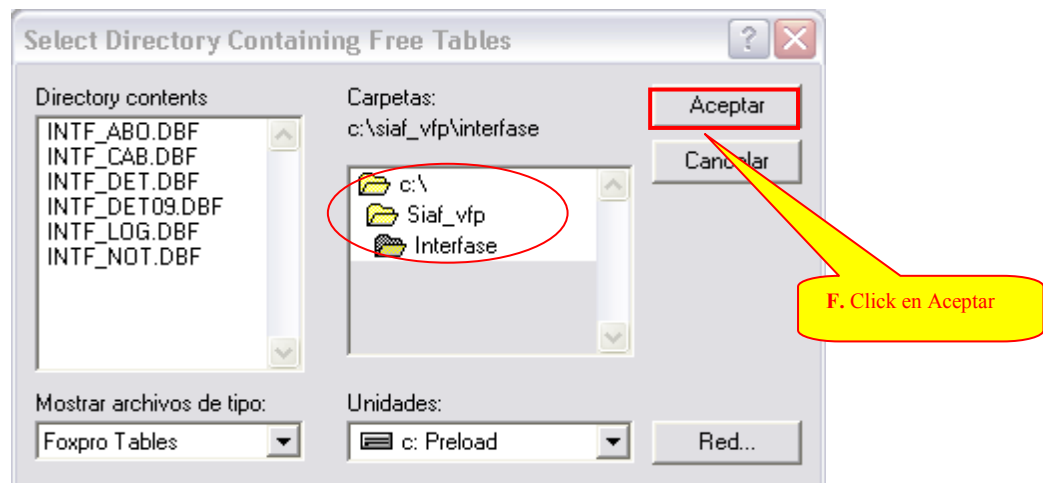 Select Directory Containing Free Tables
Directory contents
INTF_ABO.DBF
INTF_CAB.DBF
INTF_DET.DBF
INTF_DET09.DBF
INTF_LOG.DBF
INTF_NOT.DBF
Carpetas:
c:\siaf_vfp\interfase
c:\
Siaf_vfp
Interfase
Aceptar
Cancelar
F. Click en Aceptar
Mostrar archivos de tipo:
Foxpro Tables
Unidades:
c: Preload
Red...